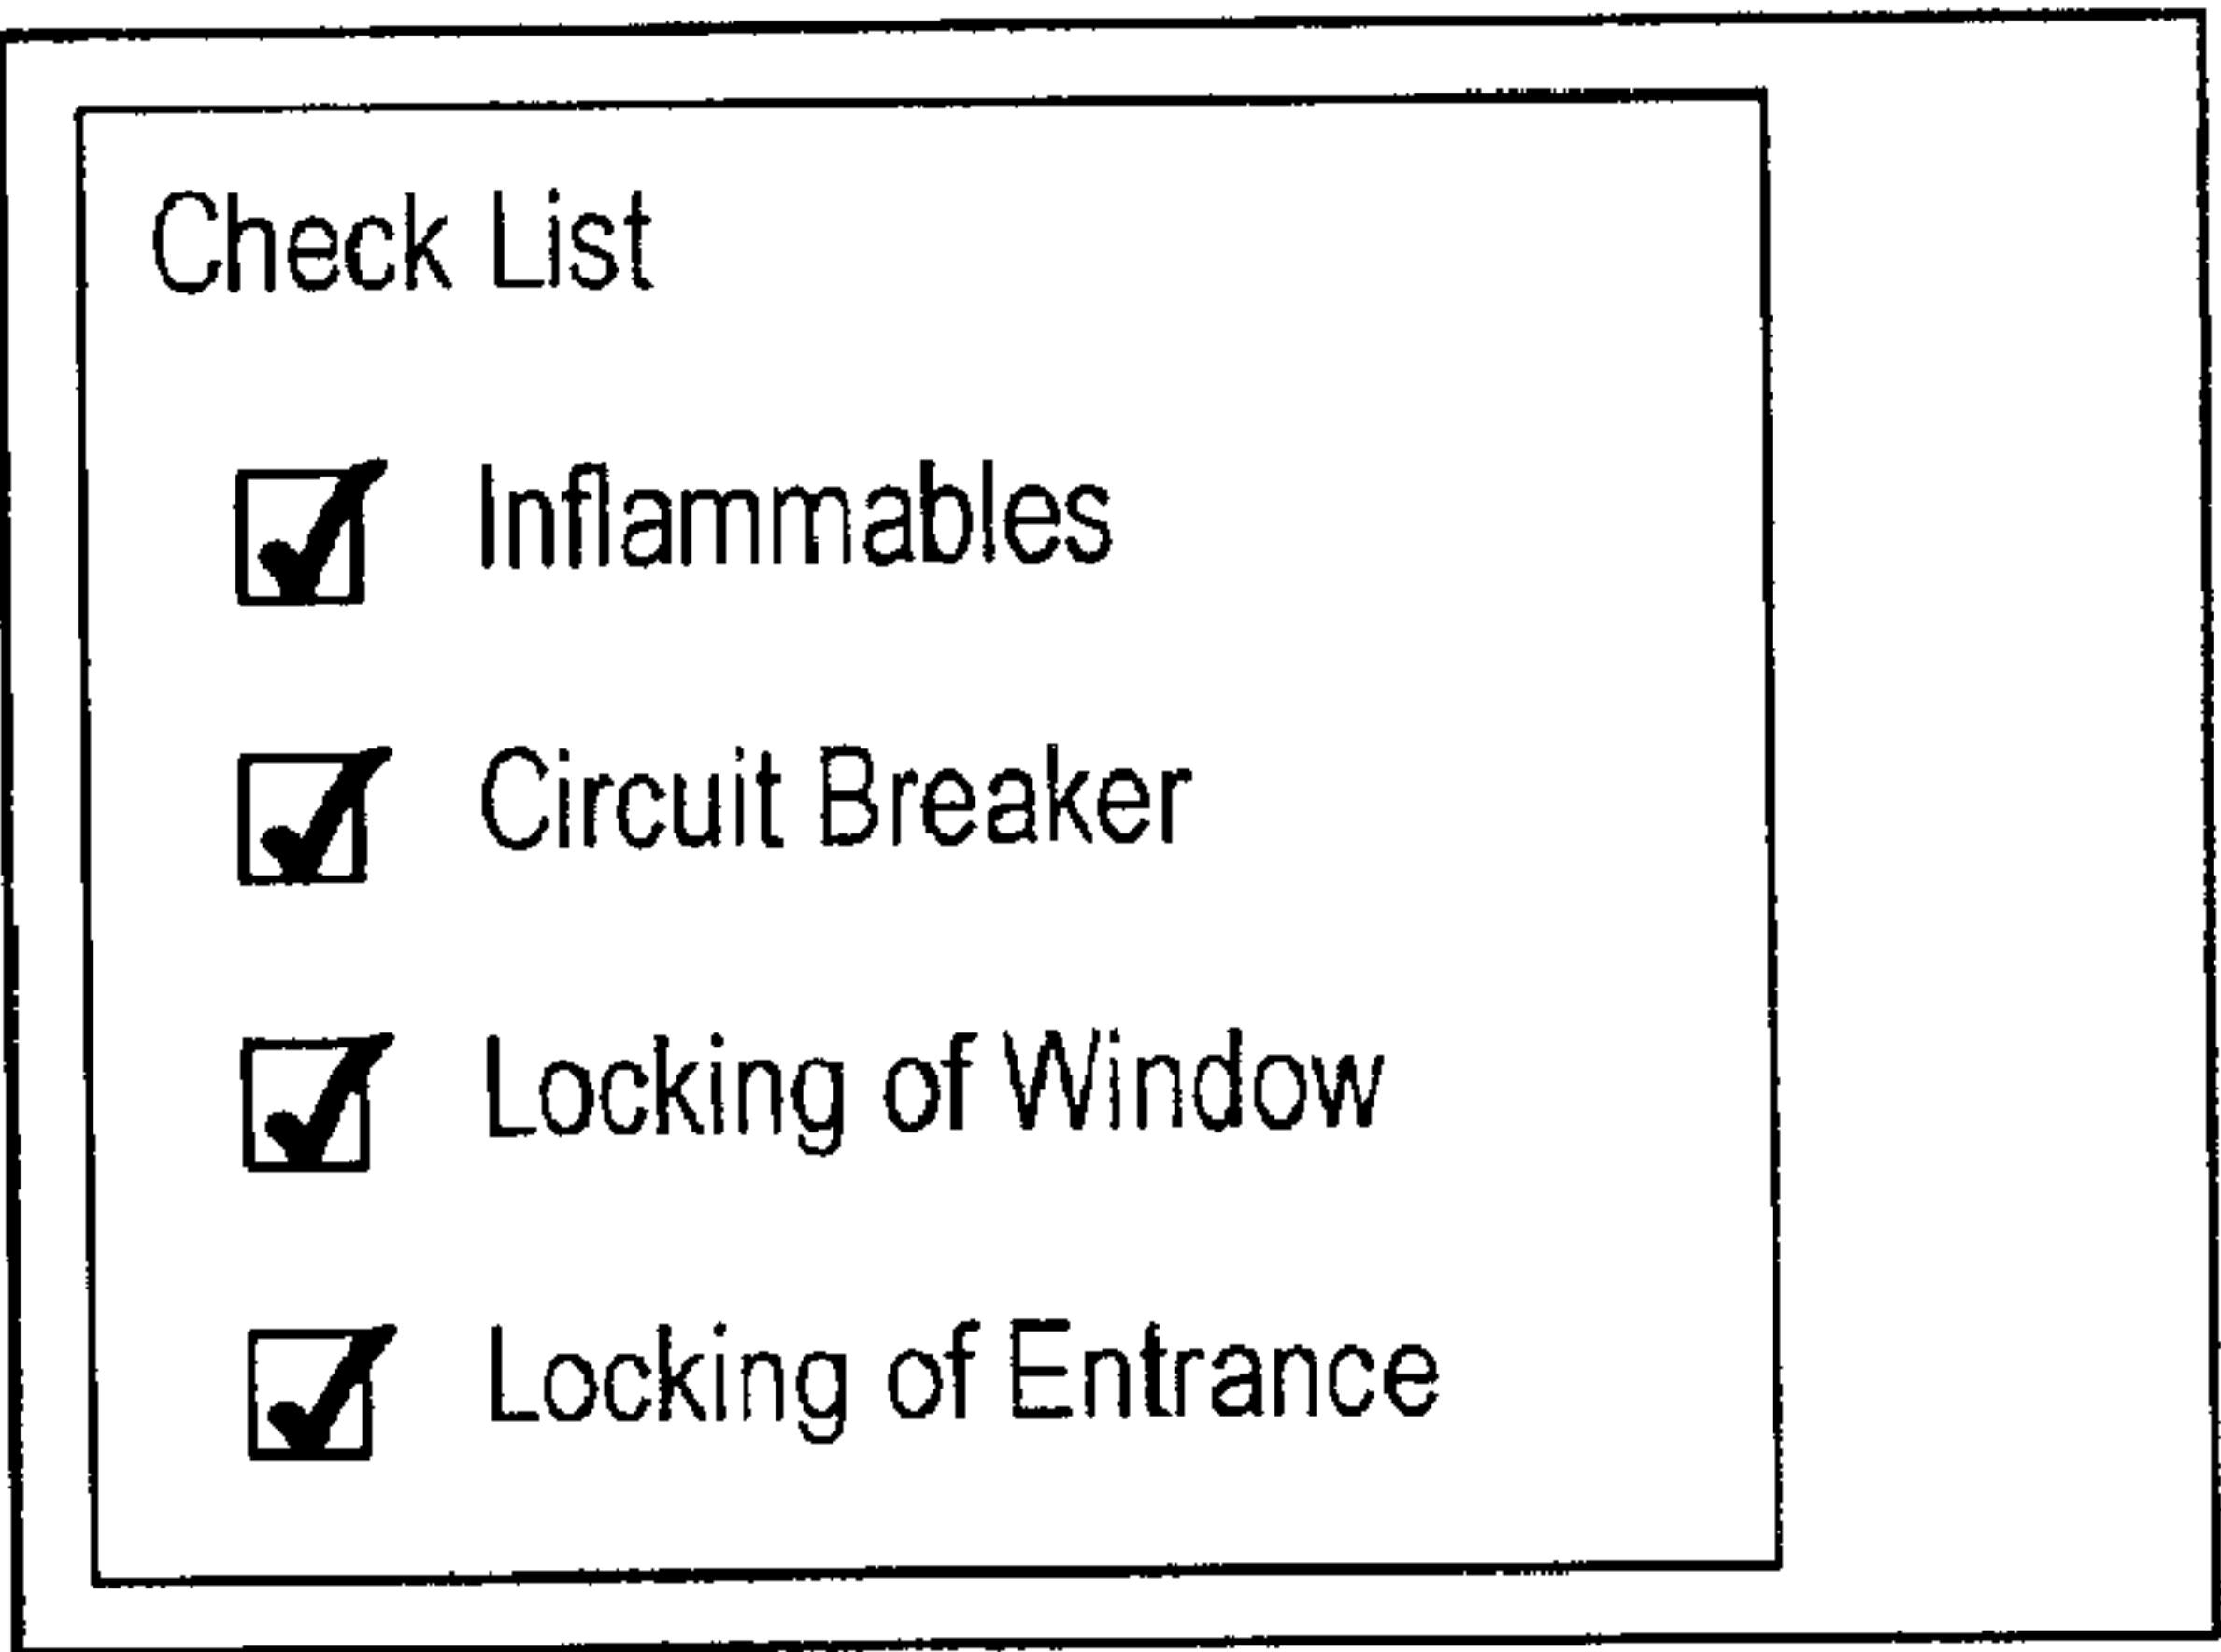 Check List
Inflammables
Circuit Breaker
Locking of Window
Locking of Entrance